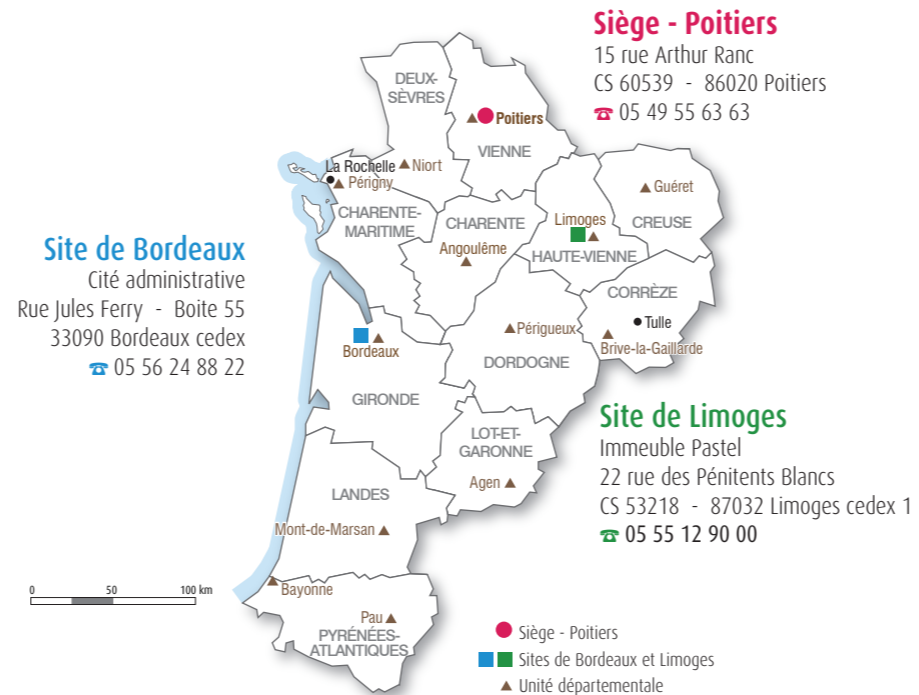 Siège - Poitiers
15 rue Arthur Ranc
CS 60539 - 86020 Poitiers
☎ 05 49 55 63 63
DEUX-
SÈVRES
Poitiers
VIENNE
La Rochelle
Niort
Périgny
Guéret
CHARENTE-
MARITIME
CHARENTE
Angoulême
Limoges
CREUSE
HAUTE-VIENNE
Site de Bordeaux
Cité administrative
Rue Jules Ferry - Boite 55
33090 Bordeaux cedex
☎ 05 56 24 88 22
CORRÈZE
Tulle
Brive-la-Gaillarde
Périgueux
DORDOGNE
Bordeaux
GIRONDE
Site de Limoges
Immeuble Pastel
22 rue des Pénitents Blancs
CS 53218 - 87032 Limoges cedex 1
☎ 05 55 12 90 00
LOT-ET-
GARONNE
Agen
LANDES
Mont-de-Marsan
Bayonne
Pau
PYRÉNÉES-
ATLANTIQUES
0 50 100 km
Siège - Poitiers
Sites de Bordeaux et Limoges
Unité départementale